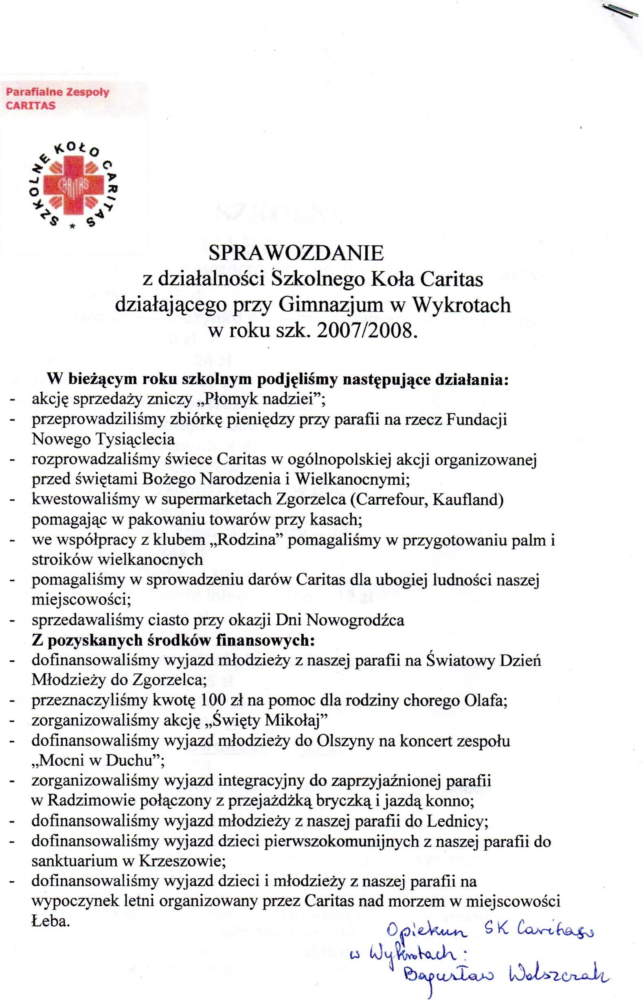 Parafialne Zespoły
CARITAS
SZKOLNE KOŁO CARITAS *
CARITAS
SPRAWOZDANIE
z działalności Szkolnego Koła Caritas
działającego przy Gimnazjum w Wykrotach
w roku szk. 2007/2008.
W bieżącym roku szkolnym podjęliśmy następujące działania:
- akcję sprzedaży zniczy „Płomyk nadziei”;
- przeprowadziliśmy zbiórkę pieniędzy przy parafii na rzecz Fundacji
Nowego Tysiąclecia
- rozprowadzaliśmy świece Caritas w ogólnopolskiej akcji organizowanej
przed świętami Bożego Narodzenia i Wielkanocnymi;
- kwestowaliśmy w supermarketach Zgorzelca (Carrefour, Kaufland)
pomagając w pakowaniu towarów przy kasach;
- we współpracy z klubem „Rodzina” pomagaliśmy w przygotowaniu palm i
stroików wielkanocnych
- pomagaliśmy w sprowadzeniu darów Caritas dla ubogiej ludności naszej
miejscowości;
- sprzedawaliśmy ciasto przy okazji Dni Nowogrodźca
Z pozyskanych środków finansowych:
- dofinansowaliśmy wyjazd młodzieży z naszej parafii na Światowy Dzień
Młodzieży do Zgorzelca;
- przeznaczyliśmy kwotę 100 zł na pomoc dla rodziny chorego Olafa;
- zorganizowaliśmy akcję „Święty Mikołaj”
- dofinansowaliśmy wyjazd młodzieży do Olszyny na koncert zespołu
„Mocni w Duchu”;
- zorganizowaliśmy wyjazd integracyjny do zaprzyjaźnionej parafii
w Radzimowie połączony z przejażdżką bryczką i jazdą konno;
- dofinansowaliśmy wyjazd młodzieży z naszej parafii do Lednicy;
- dofinansowaliśmy wyjazd dzieci pierwszokomunijnych z naszej parafii do
sanktuarium w Krzeszowie;
- dofinansowaliśmy wyjazd dzieci i młodzieży z naszej parafii na
wypoczynek letni organizowany przez Caritas nad morzem w miejscowości
Łeba.
Opiekun SK Caritasu
w Wykrotach:
Bogusław Wolszczak